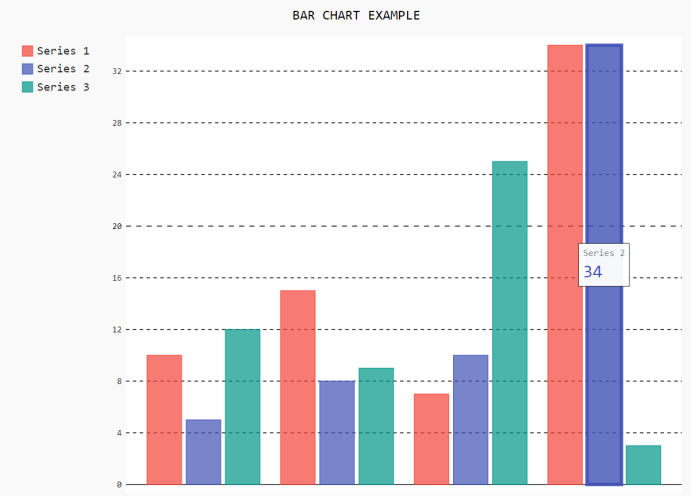 BAR CHART EXAMPLE
Series 1
Series 2
Series 3
32
28
24
20
16
12
8
4
0
Series 2
34